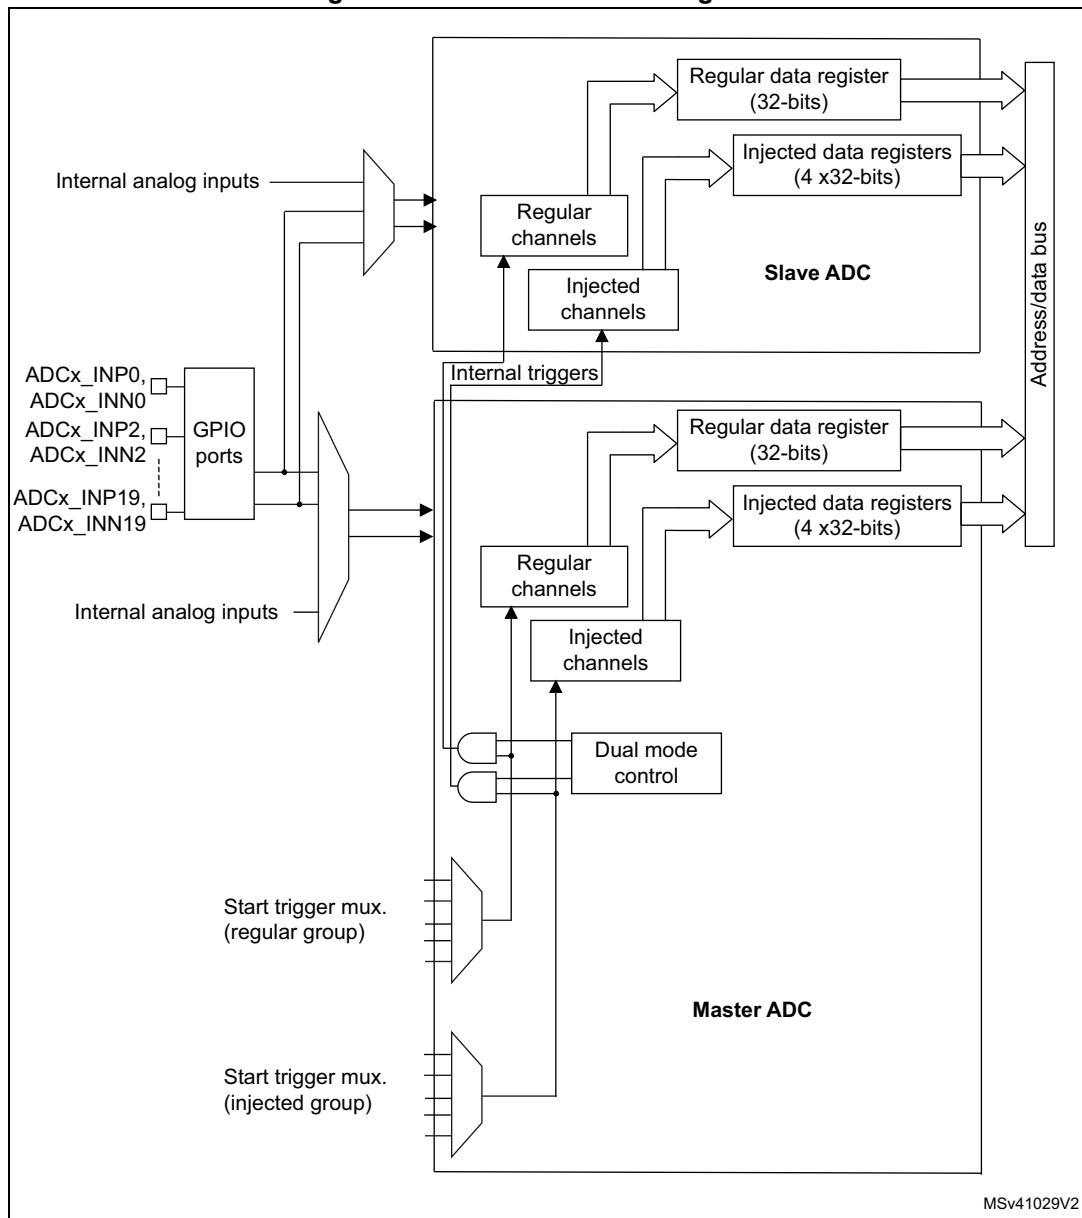 Regular data register
(32-bits)
Internal analog inputs
Injected data registers
(4 x32-bits)
Regular
channels
Slave ADC
Injected
channels
Address/data bus
Internal triggers
ADCx_INP0,
ADCx_INN0
ADCx_INP2,
ADCx_INN2
ADCx_INP19,
ADCx_INN19
GPIO
ports
Regular data register
(32-bits)
Injected data registers
(4 x32-bits)
Regular
channels
Internal analog inputs
Injected
channels
Dual mode
control
Start trigger mux.
(regular group)
Master ADC
Start trigger mux.
(injected group)
MSv41029V2